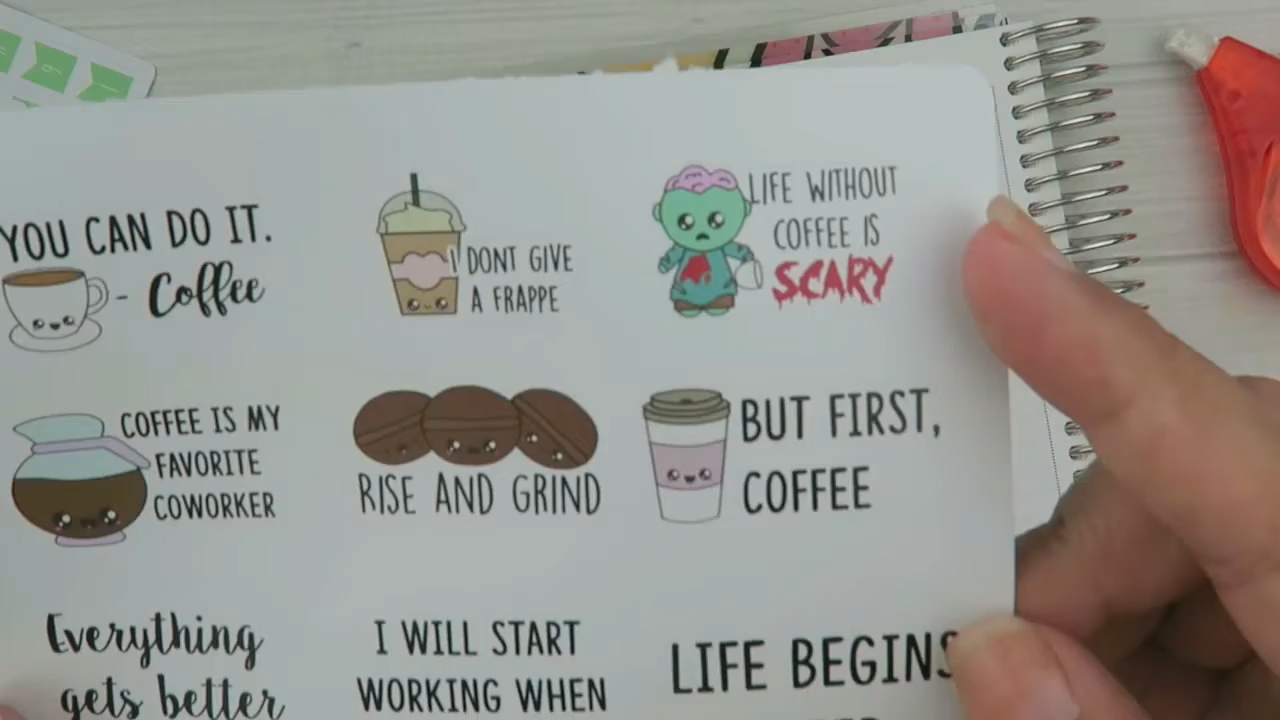 YOU CAN DO IT.
- Coffee
I DONT GIVE
A FRAPPE
LIFE WITHOUT
COFFEE IS
SCARY
COFFEE IS MY
FAVORITE
COWORKER
RISE AND GRIND
BUT FIRST,
COFFEE
Everything
gets better
I WILL START
WORKING WHEN
LIFE BEGINS